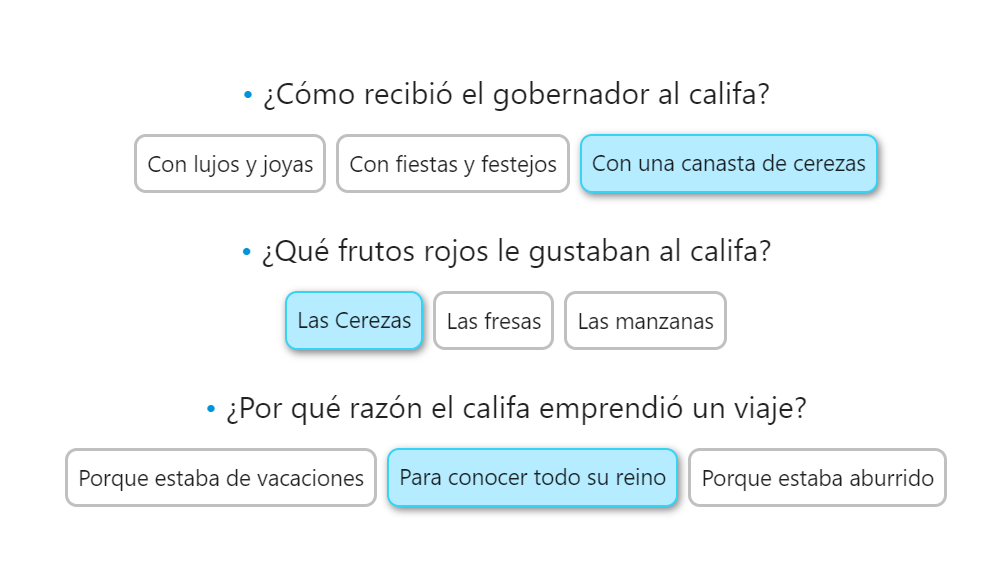 • ¿Cómo recibió el gobernador al califa?
Con lujos y joyas Con fiestas y festejos Con una canasta de cerezas
• ¿Qué frutos rojos le gustaban al califa?
Las Cerezas Las fresas Las manzanas
• ¿Por qué razón el califa emprendió un viaje?
Porque estaba de vacaciones Para conocer todo su reino Porque estaba aburrido